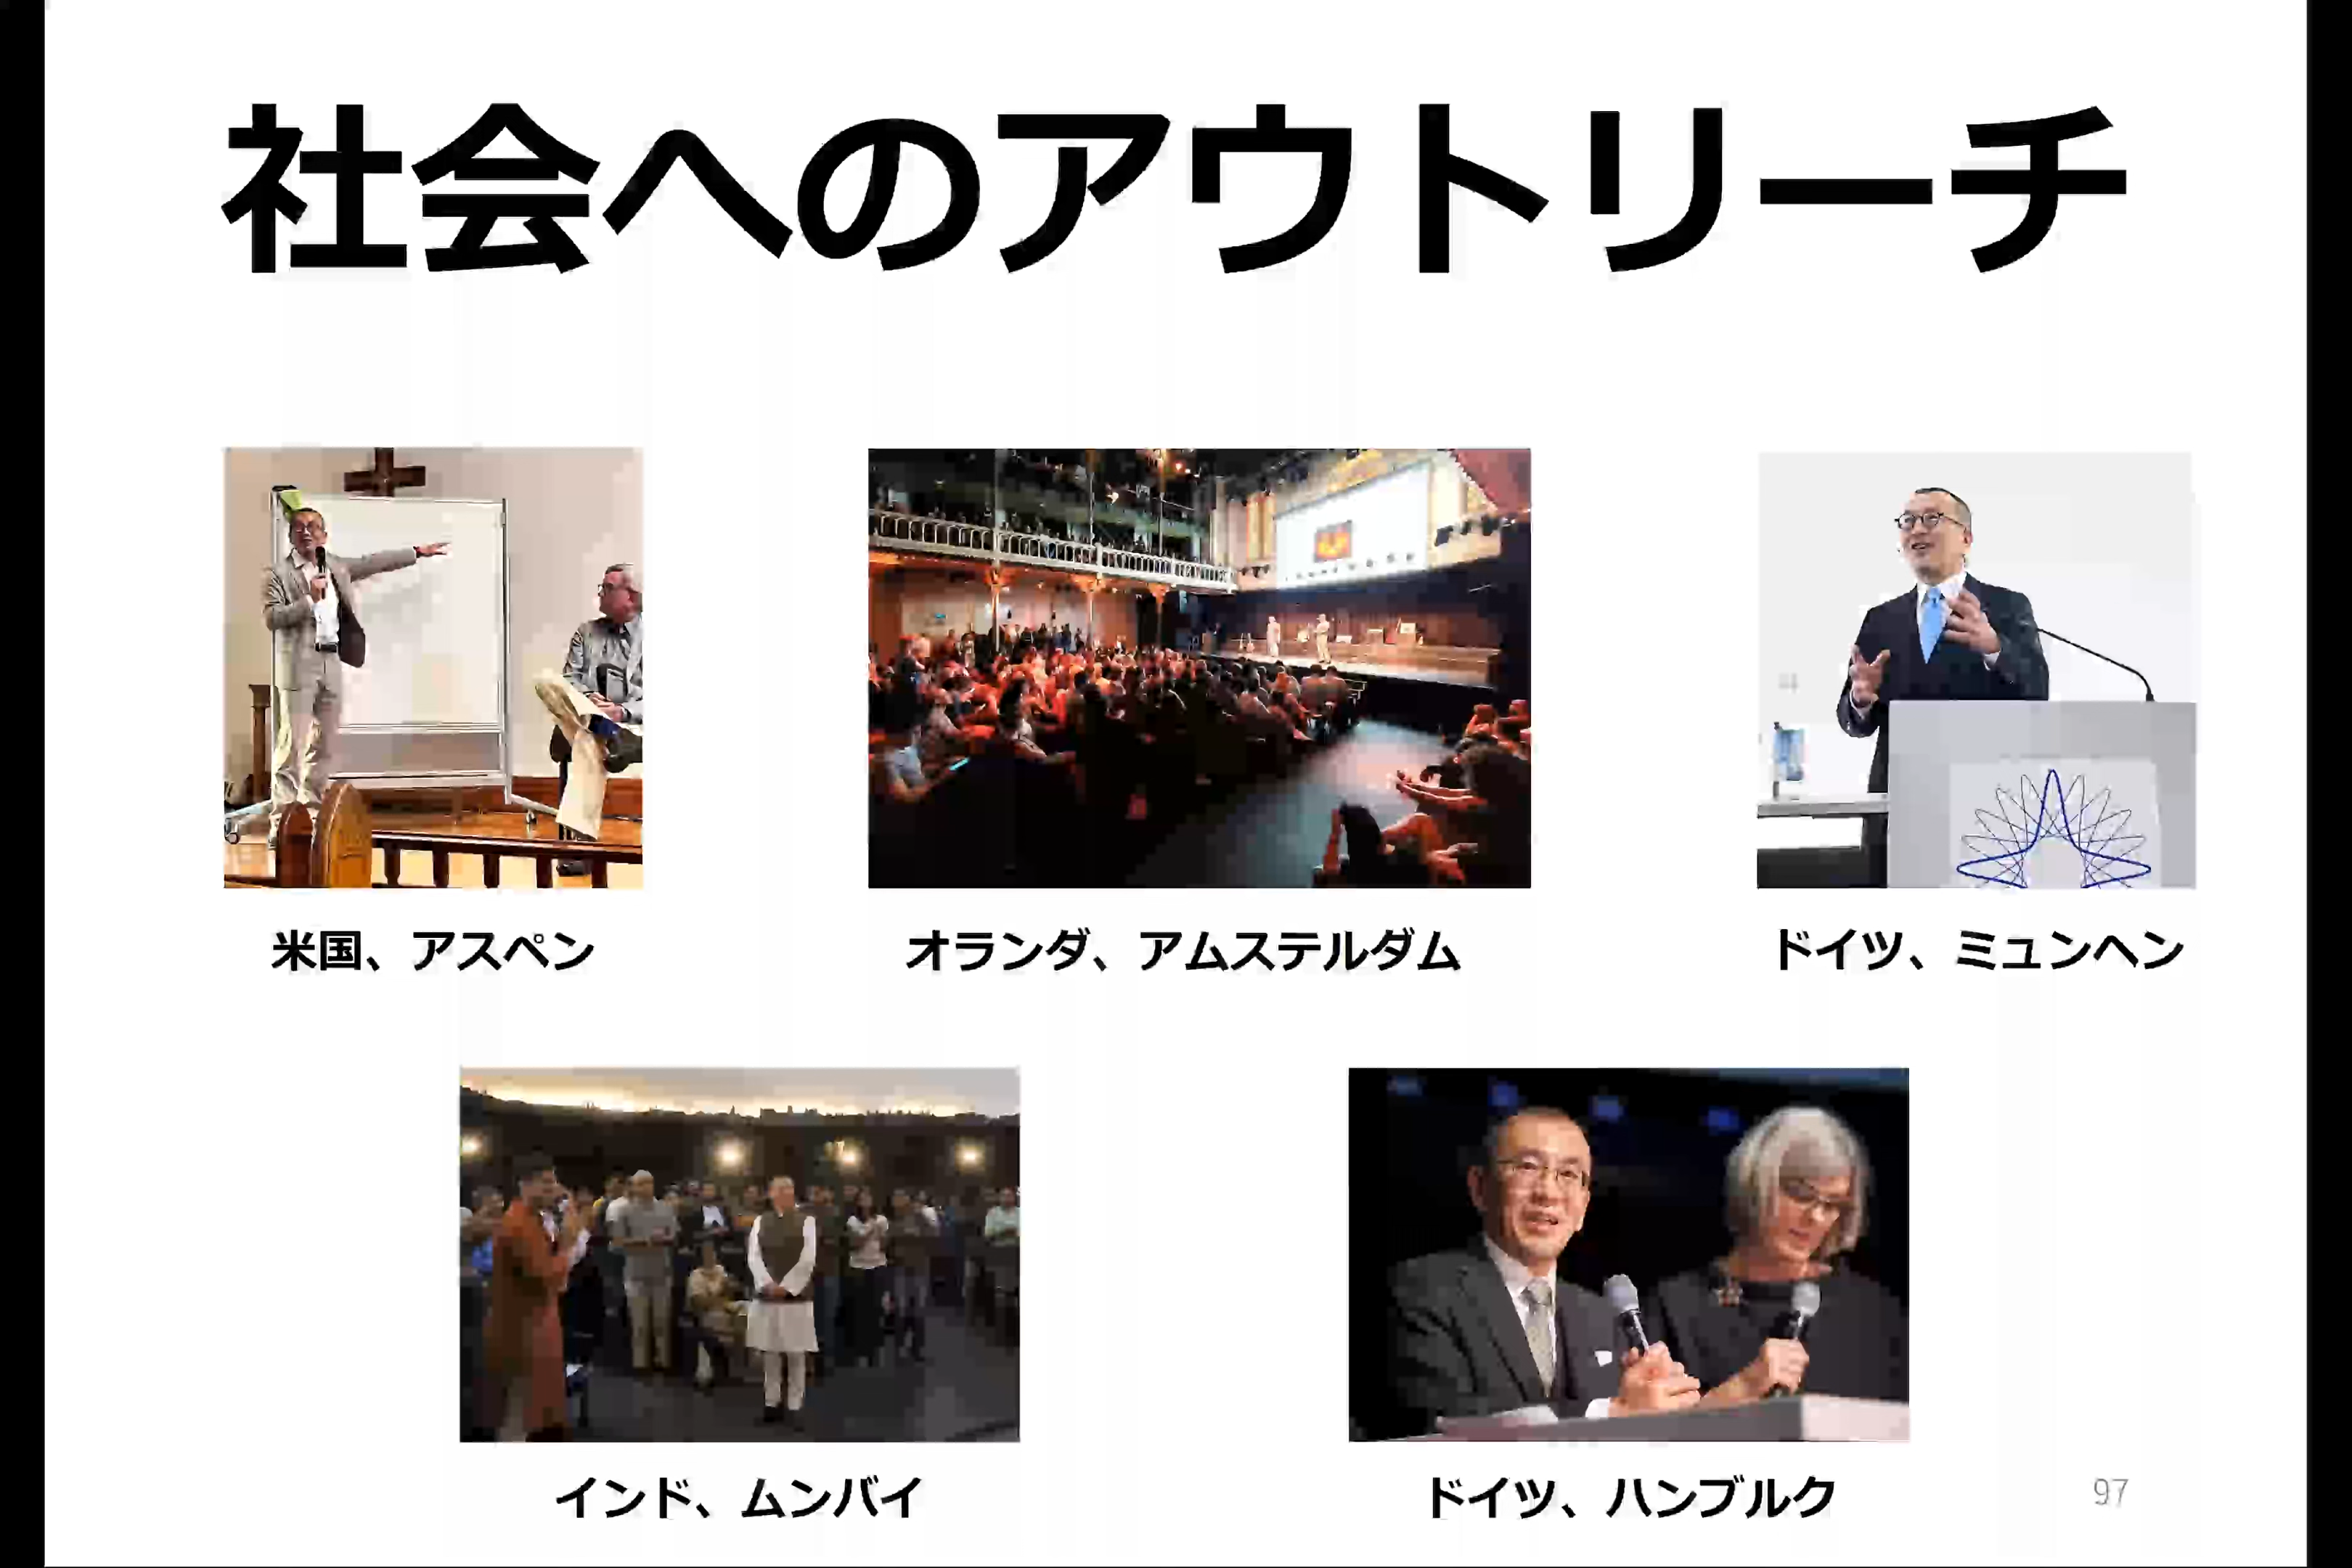 社会へのアウトリーチ
米国、アスペン
オランダ、アムステルダム
ドイツ、ミュンヘン
インド、ムンバイ
ドイツ、ハンブルク
97